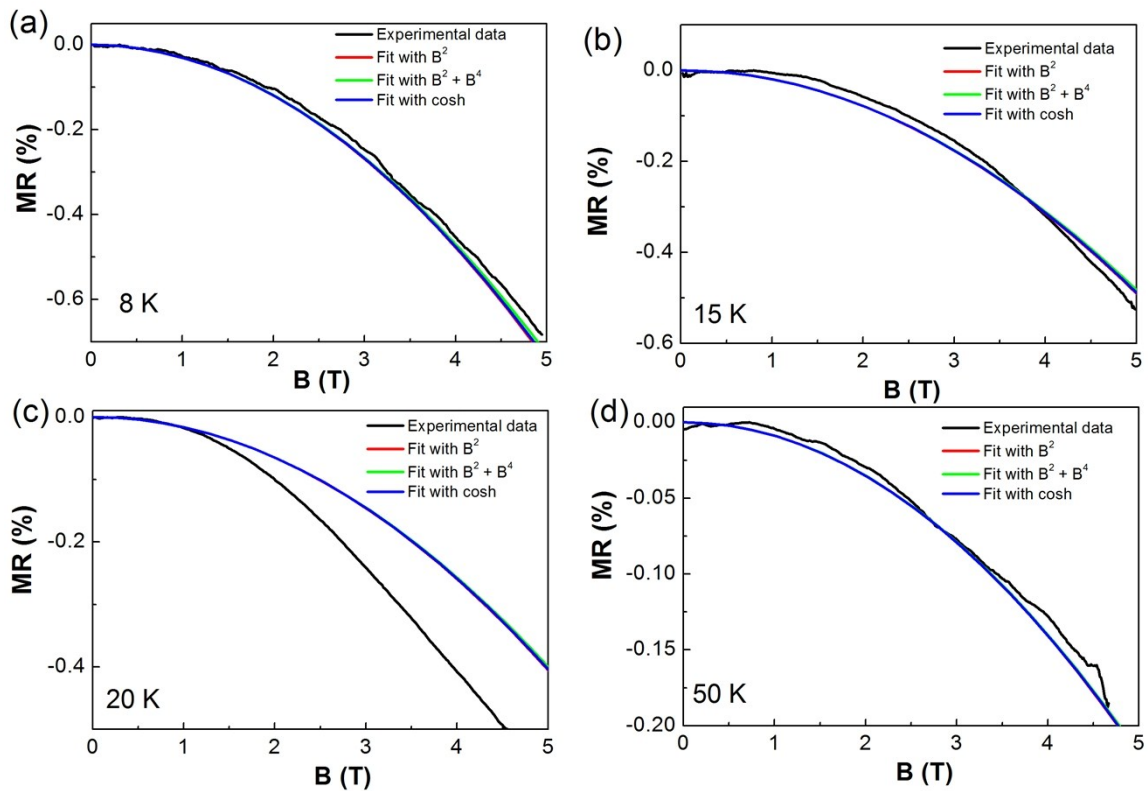 (a)
0.0
-0.2
-0.4
-0.6
MR (%)
Experimental data
Fit with B²
Fit with B² + B⁴
Fit with cosh
8 K
0 1 2 3 4 5
B (T)
(b)
0.0
-0.2
-0.4
-0.6
MR (%)
Experimental data
Fit with B²
Fit with B² + B⁴
Fit with cosh
15 K
0 1 2 3 4 5
B (T)
(c)
0.0
-0.2
-0.4
MR (%)
Experimental data
Fit with B²
Fit with B² + B⁴
Fit with cosh
20 K
0 1 2 3 4 5
B (T)
(d)
0.00
-0.05
-0.10
-0.15
-0.20
MR (%)
Experimental data
Fit with B²
Fit with B² + B⁴
Fit with cosh
50 K
0 1 2 3 4 5
B (T)